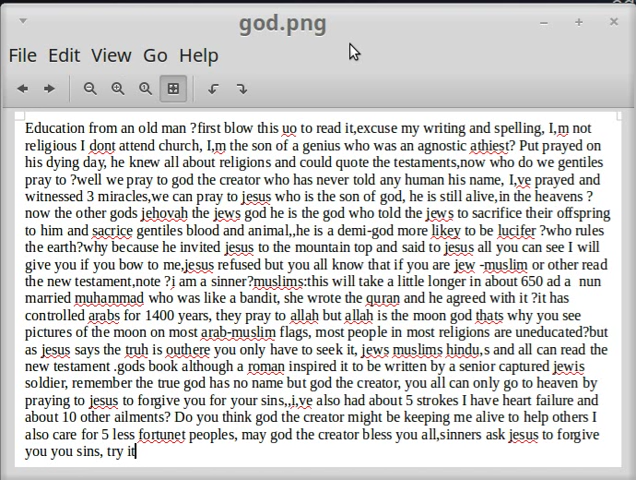 god.png
File Edit View Go Help
Education from an old man ?first blow this uo to read it,excuse my writing and spelling, I,m not
religious I dont attend church, I,m the son of a genius who was an agnostic athiest? Put prayed on
his dying day, he knew all about religions and could quote the testaments,now who do we gentiles
pray to ?well we pray to god the creator who has never told any human his name, I,ve prayed and
witnessed 3 miracles,we can pray to jesus who is the son of god, he is still alive,in the heavens ?
now the other gods jehovah the jews god he is the god who told the jews to sacrifice their offspring
to him and sacrice gentiles blood and animal,,he is a demi-god more likey to be lucifer ?who rules
the earth?why because he invited jesus to the mountain top and said to jesus all you can see I will
give you if you bow to me,jesus refused but you all know that if you are jew -muslim or other read
the new testament,note ?i am a sinner?muslims:this will take a little longer in about 650 ad a  nun
married muhammad who was like a bandit, she wrote the quran and he agreed with it ?it has
controlled arabs for 1400 years, they pray to allah but allah is the moon god thats why you see
pictures of the moon on most arab-muslim flags, most people in most religions are uneducated?but
as jesus says the truh is outhere you only have to seek it, jews muslims hindu,s and all can read the
new testament .gods book although a roman inspired it to be written by a senior captured jewis
soldier, remember the true god has no name but god the creator, you all can only go to heaven by
praying to jesus to forgive you for your sins,,i,ve also had about 5 strokes I have heart failure and
about 10 other ailments? Do you think god the creator might be keeping me alive to help others I
also care for 5 less fortunet peoples, may god the creator bless you all,sinners ask jesus to forgive
you you sins, try it